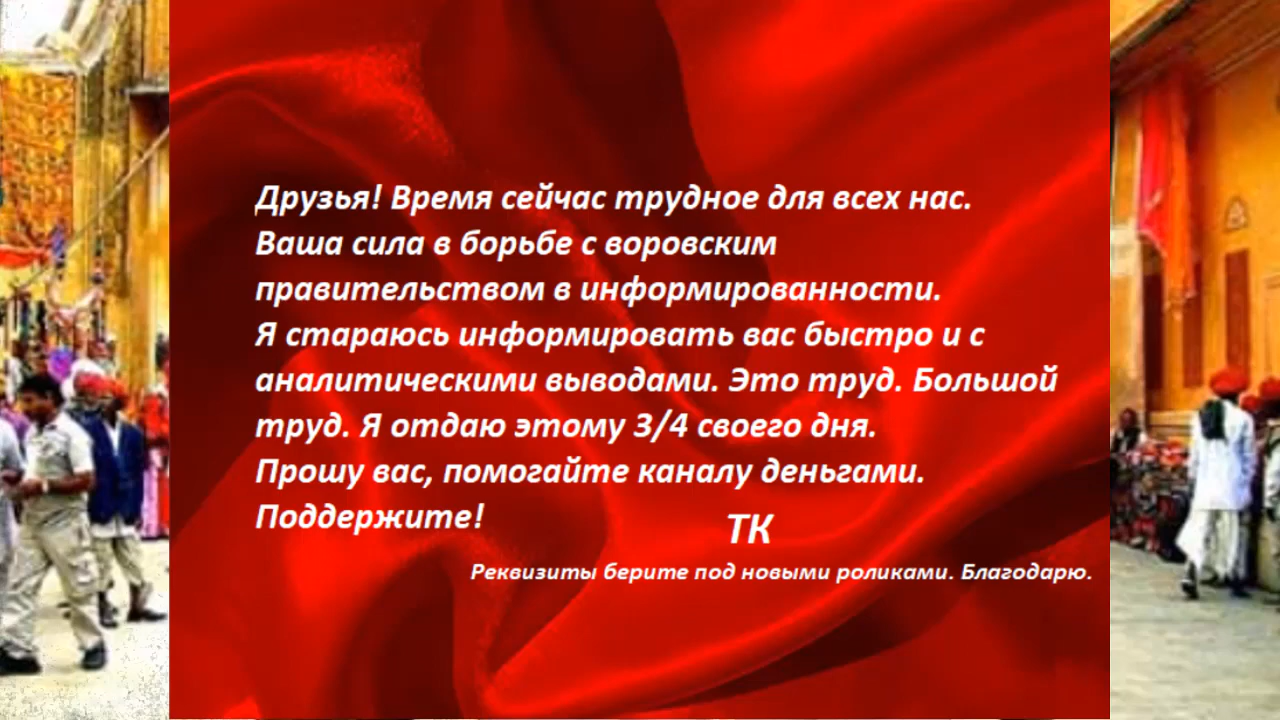 Друзья! Время сейчас трудное для всех нас.
Ваша сила в борьбе с воровским
правительством в информированности.
Я стараюсь информировать вас быстро и с
аналитическими выводами. Это труд. Большой
труд. Я отдаю этому 3/4 своего дня.
Прошу вас, помогайте каналу деньгами.
Поддержите!
ТК
Реквизиты берите под новыми роликами. Благодарю.